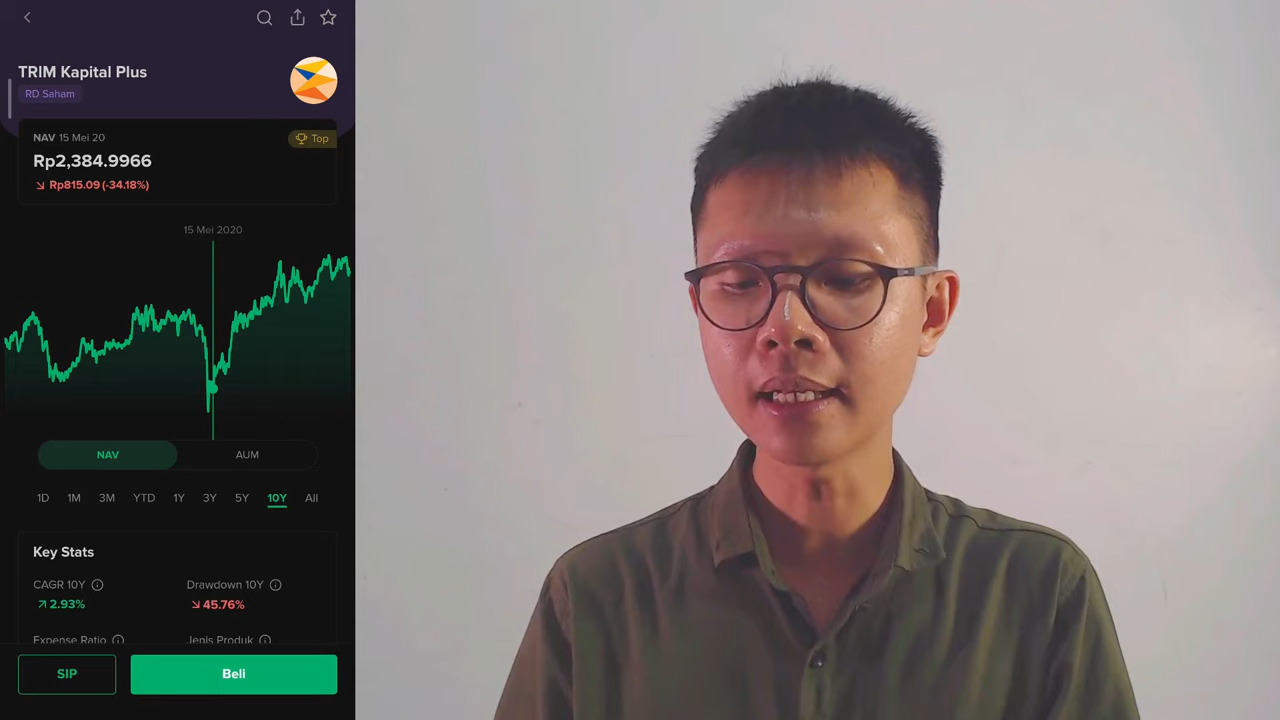 TRIM Kapital Plus
RD Saham
NAV 15 Mei 20
Top
Rp2,384.9966
Rp815.09 (-34.18%)
15 Mei 2020
NAV AUM
1D 1M 3M YTD 1Y 3Y 5Y 10Y All
Key Stats
CAGR 10Y Drawdown 10Y
2.93% 45.76%
Expense Ratio Jenis Produk
SIP Beli